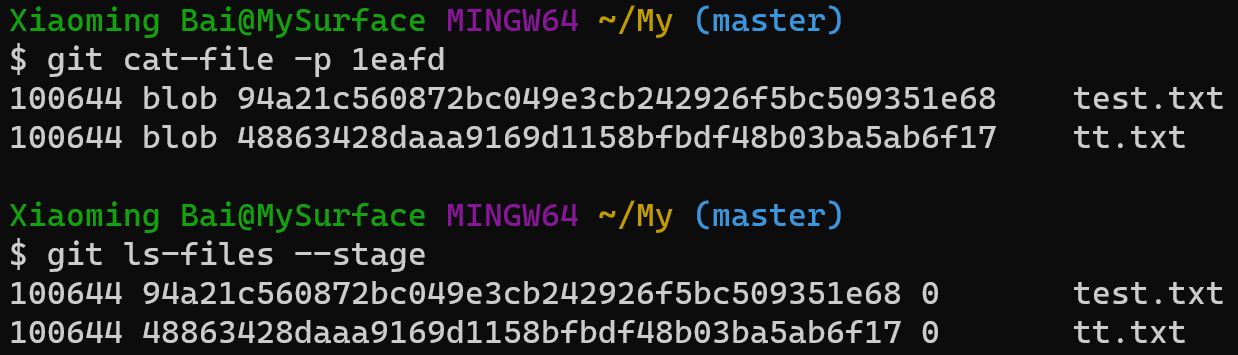 Xiaoming Bai@MySurface MINGW64 ~/My (master)
$ git cat-file -p 1eafd
100644 blob 94a21c560872bc049e3cb242926f5bc509351e68    test.txt
100644 blob 48863428daaa9169d1158bfbdf48b03ba5ab6f17    tt.txt

Xiaoming Bai@MySurface MINGW64 ~/My (master)
$ git ls-files --stage
100644 94a21c560872bc049e3cb242926f5bc509351e68 0       test.txt
100644 48863428daaa9169d1158bfbdf48b03ba5ab6f17 0       tt.txt